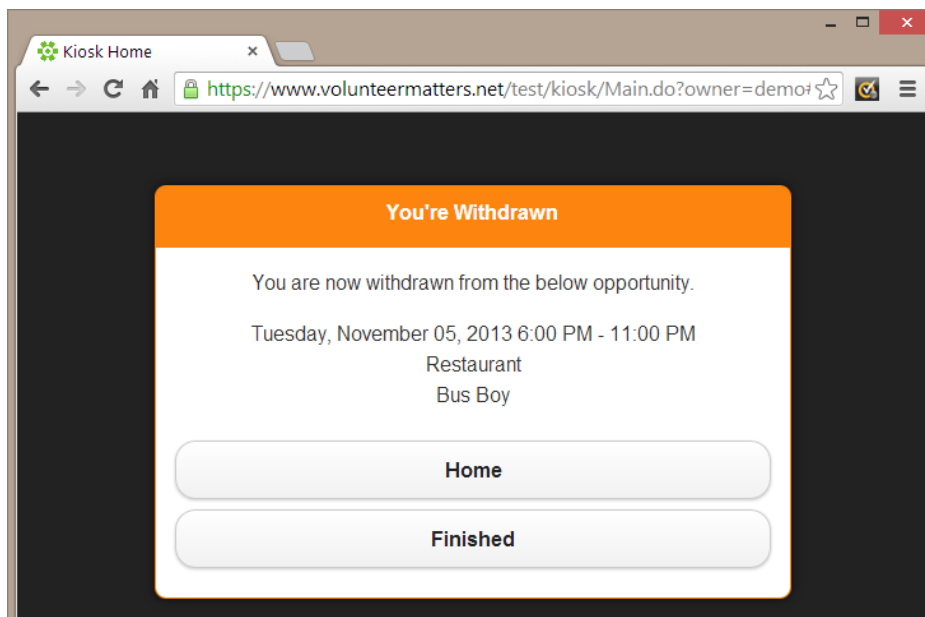 Kiosk Home
https://www.volunteermatters.net/test/kiosk/Main.do?owner=demo
You're Withdrawn
You are now withdrawn from the below opportunity.
Tuesday, November 05, 2013 6:00 PM - 11:00 PM
Restaurant
Bus Boy
Home
Finished